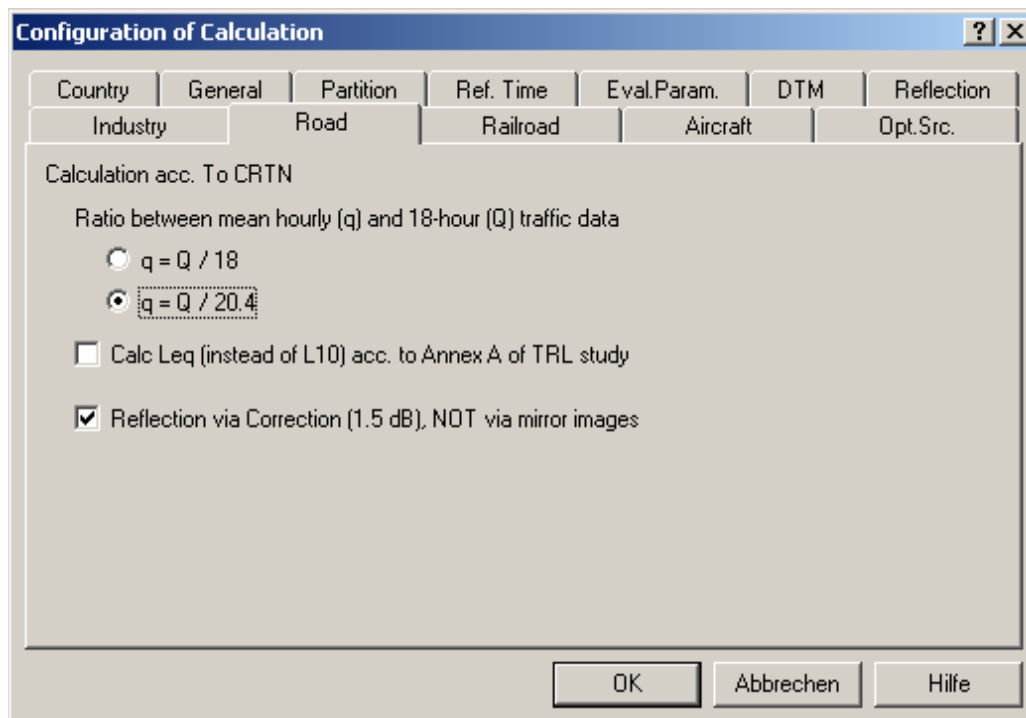 Configuration of Calculation
Country General Partition Ref. Time Eval.Param. DTM Reflection
Industry Road Railroad Aircraft Opt.Src.
Calculation acc. To CRTN
Ratio between mean hourly (q) and 18-hour (Q) traffic data
q = Q / 18
q = Q / 20.4
Calc Leq (instead of L10) acc. to Annex A of TRL study
Reflection via Correction (1.5 dB), NOT via mirror images
OK Abbrechen Hilfe